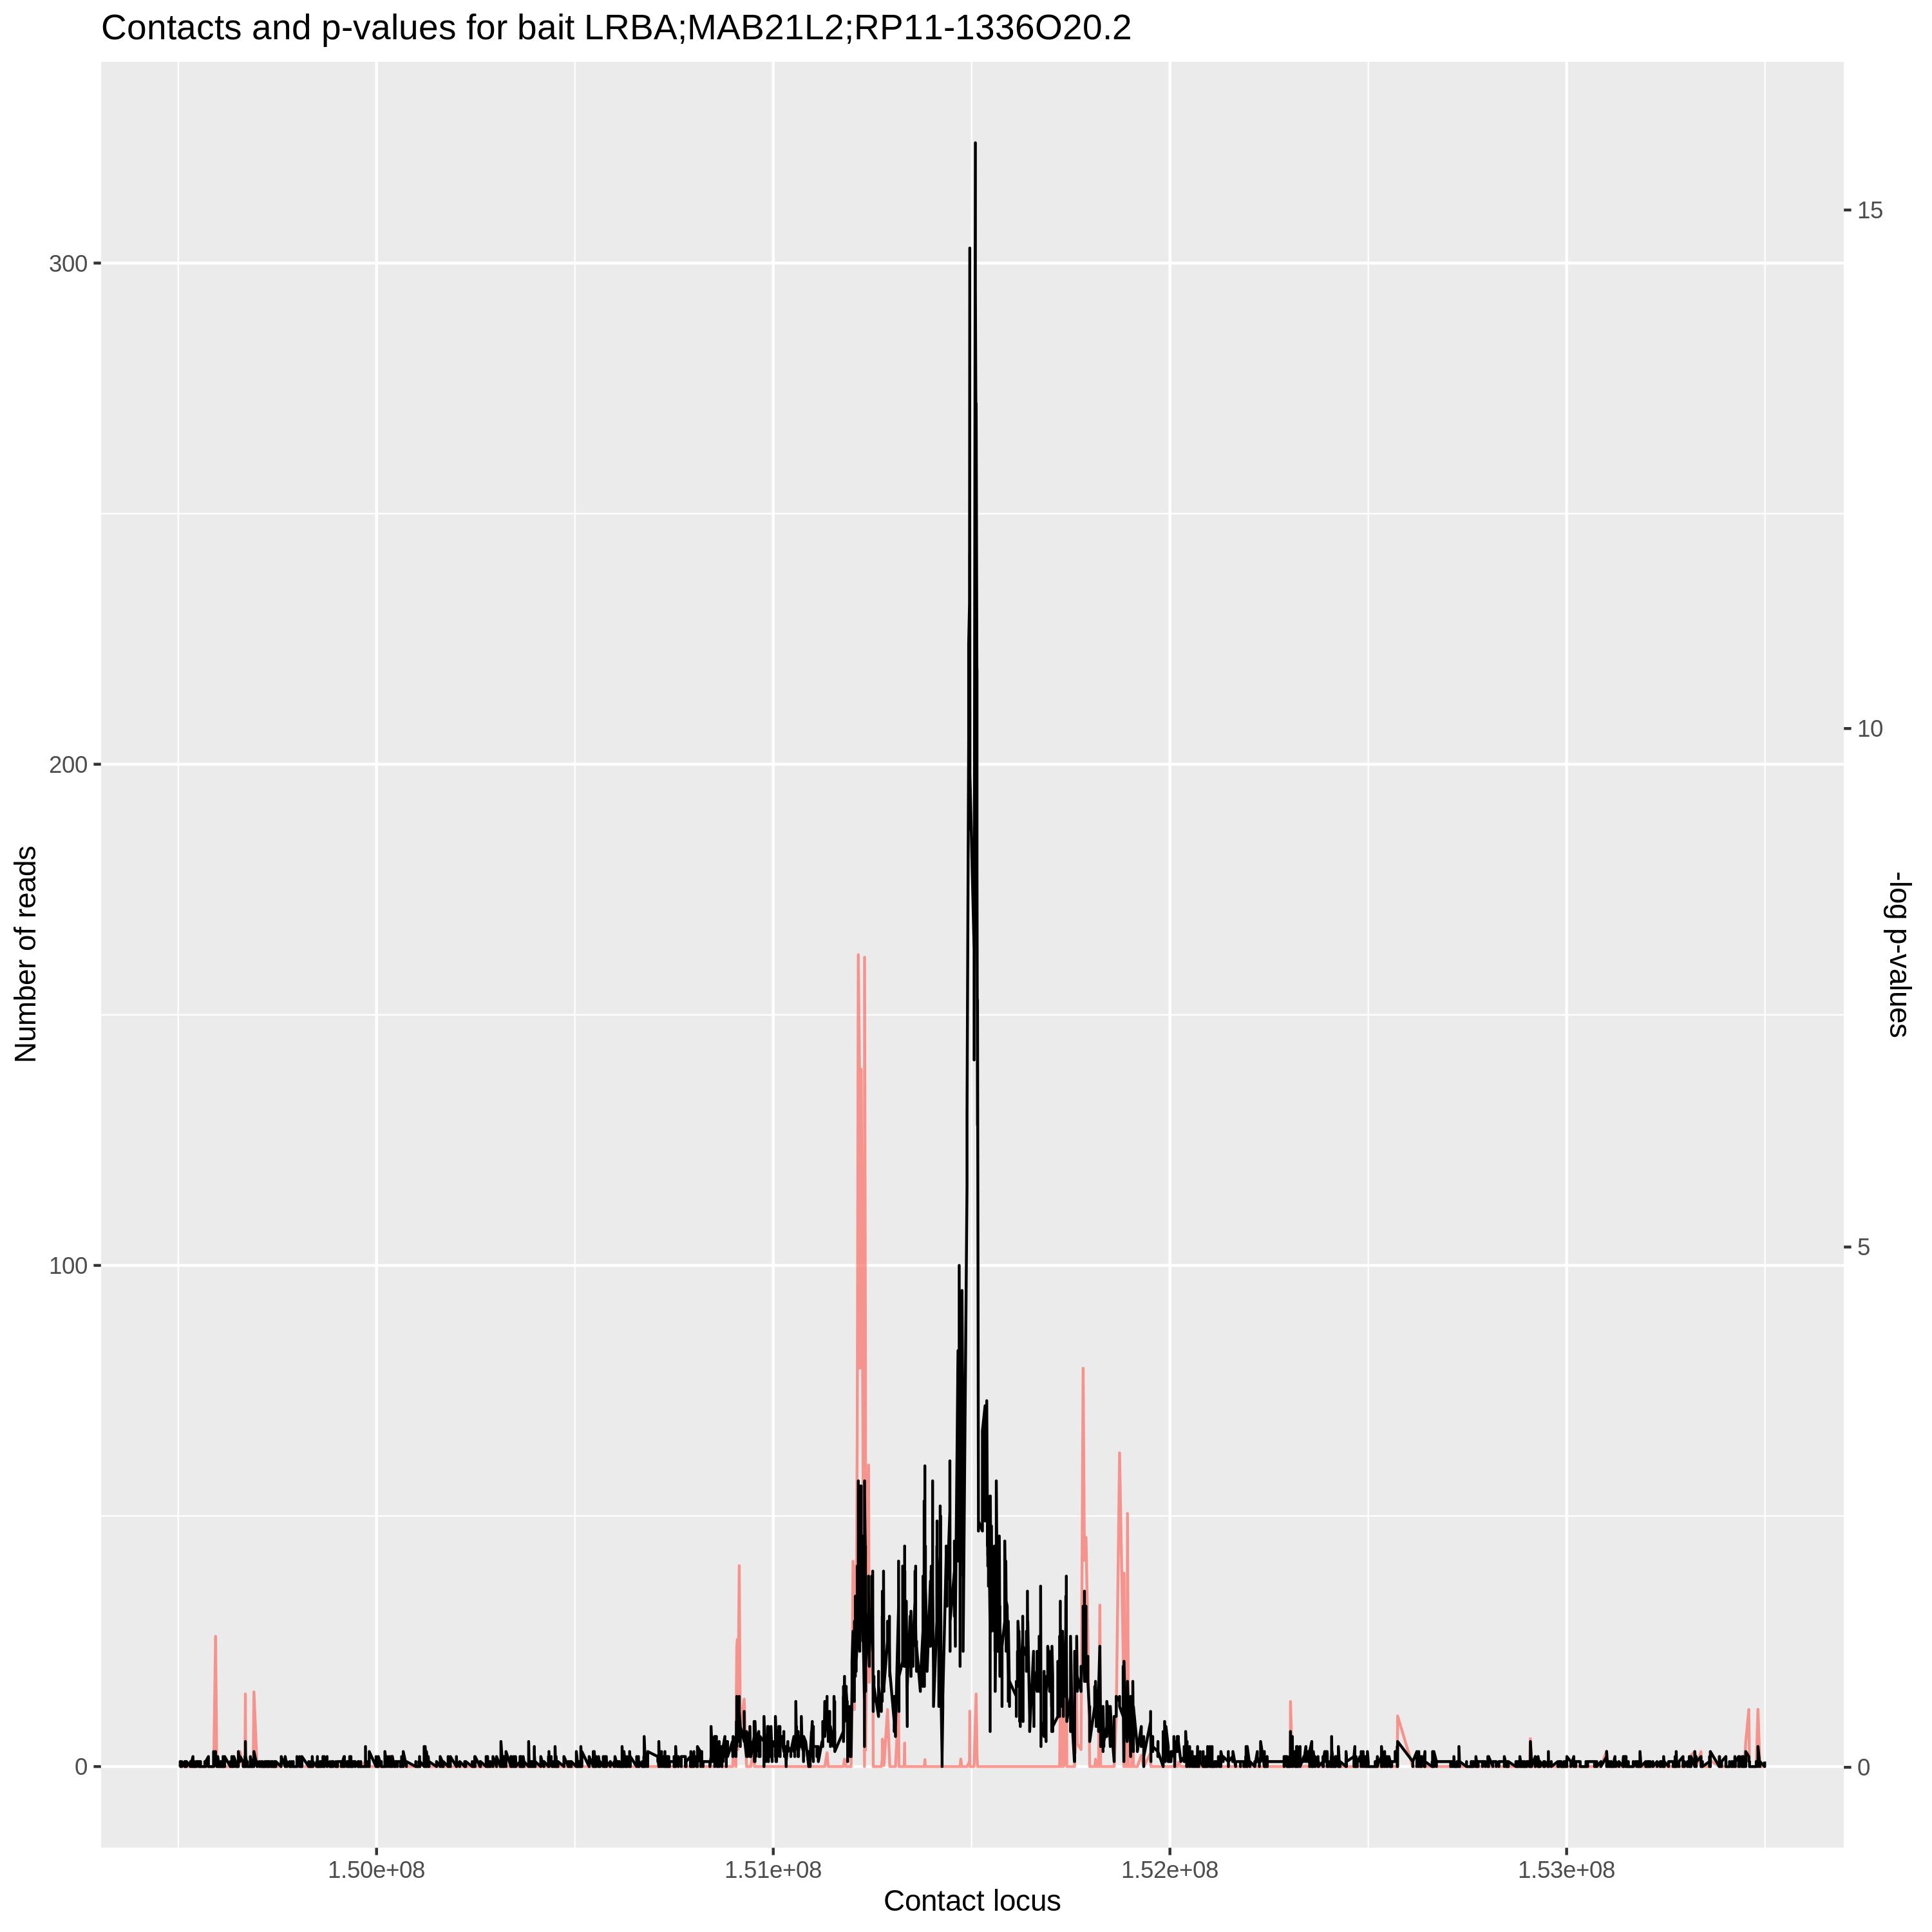 Contacts and p-values for bait LRBA;MAB21L2;RP11-1336O20.2
300
200
100
0
Number of reads
15
10
5
0
-log p-values
1.50e+08 1.51e+08 1.52e+08 1.53e+08
Contact locus